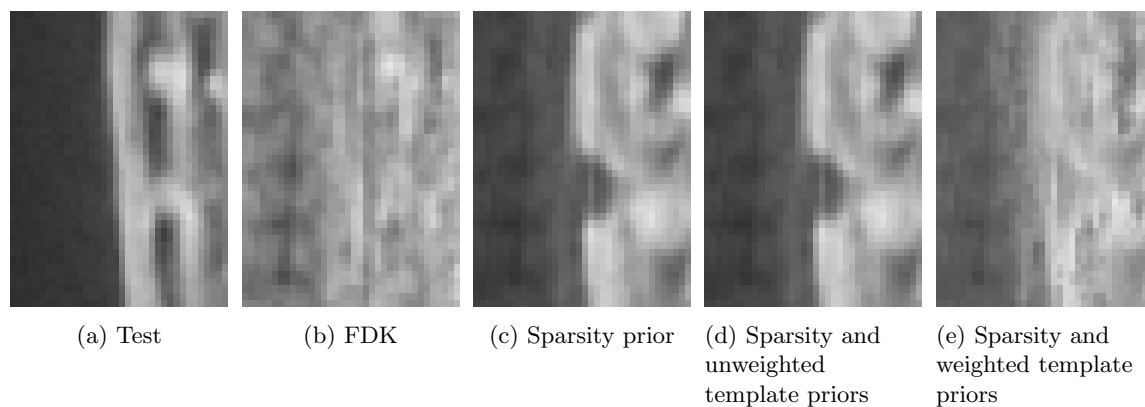 (a) Test
(b) FDK
(c) Sparsity prior
(d) Sparsity and
unweighted
template priors
(e) Sparsity and
weighted template
priors